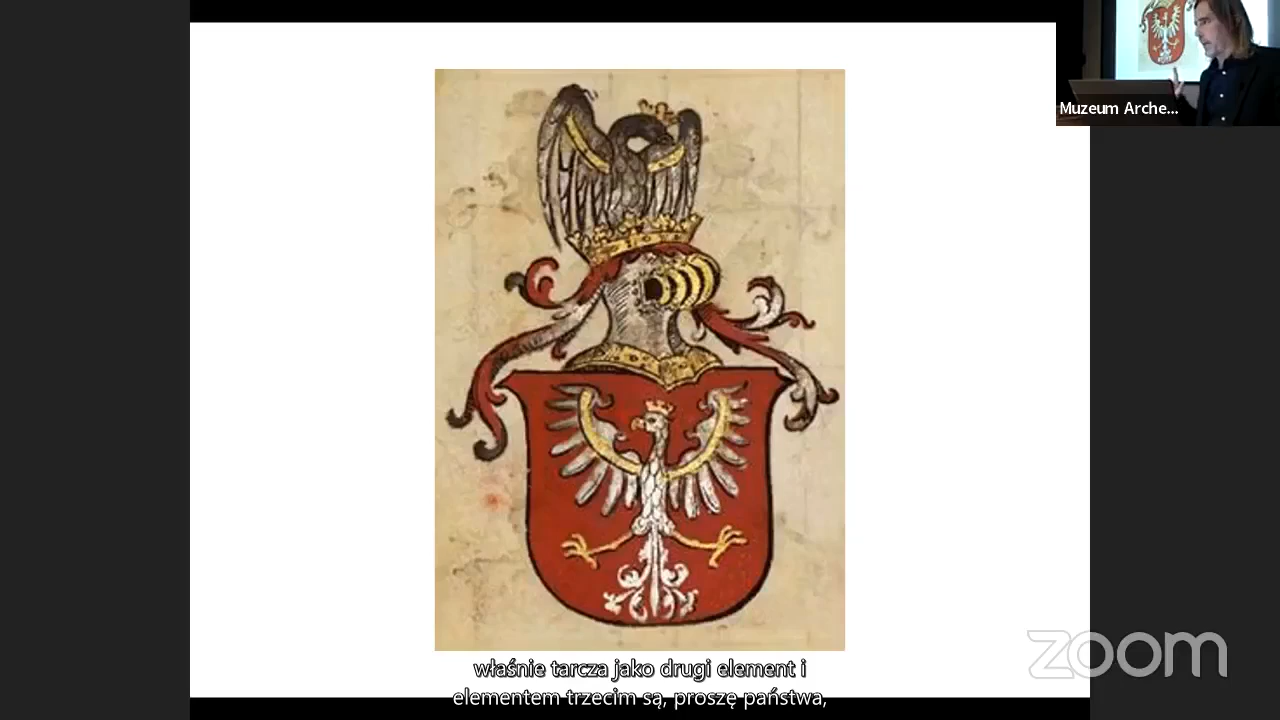 Muzeum Arche...
zoom
właśnie tarcza jako drugi element i
elementem trzecim są, proszę państwa,